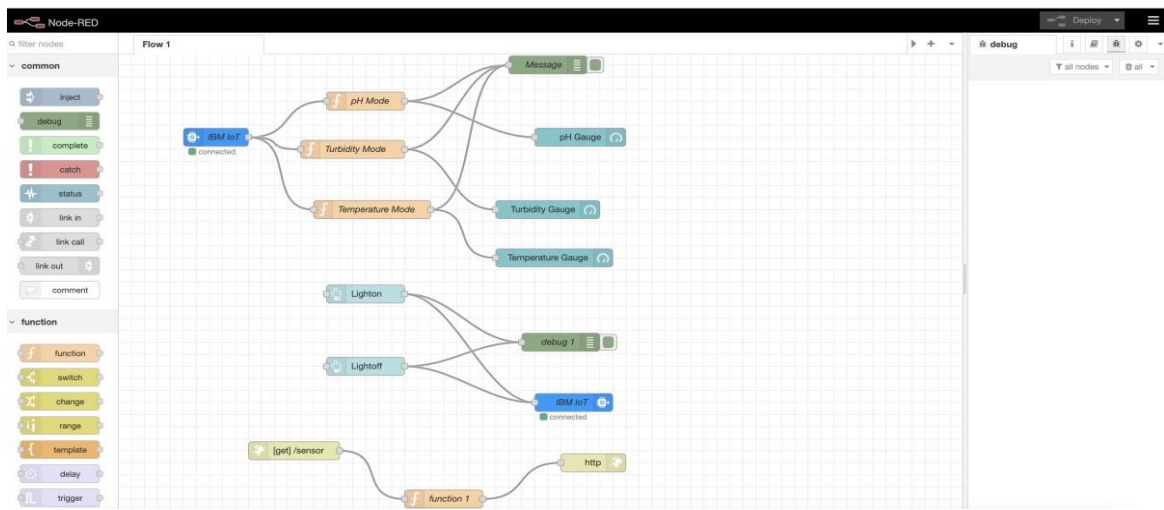 Node-RED
Deploy
filter nodes
Flow 1
debug
i
common
all nodes
all
inject
debug
complete
catch
status
link in
link call
link out
comment
function
function
switch
change
range
template
delay
trigger
Message
pH Mode
IBM IoT
connected
pH Gauge
Turbidity Mode
Temperature Mode
Turbidity Gauge
Temperature Gauge
Lighton
debug 1
Lightoff
IBM IoT
connected
[get] /sensor
http
function 1